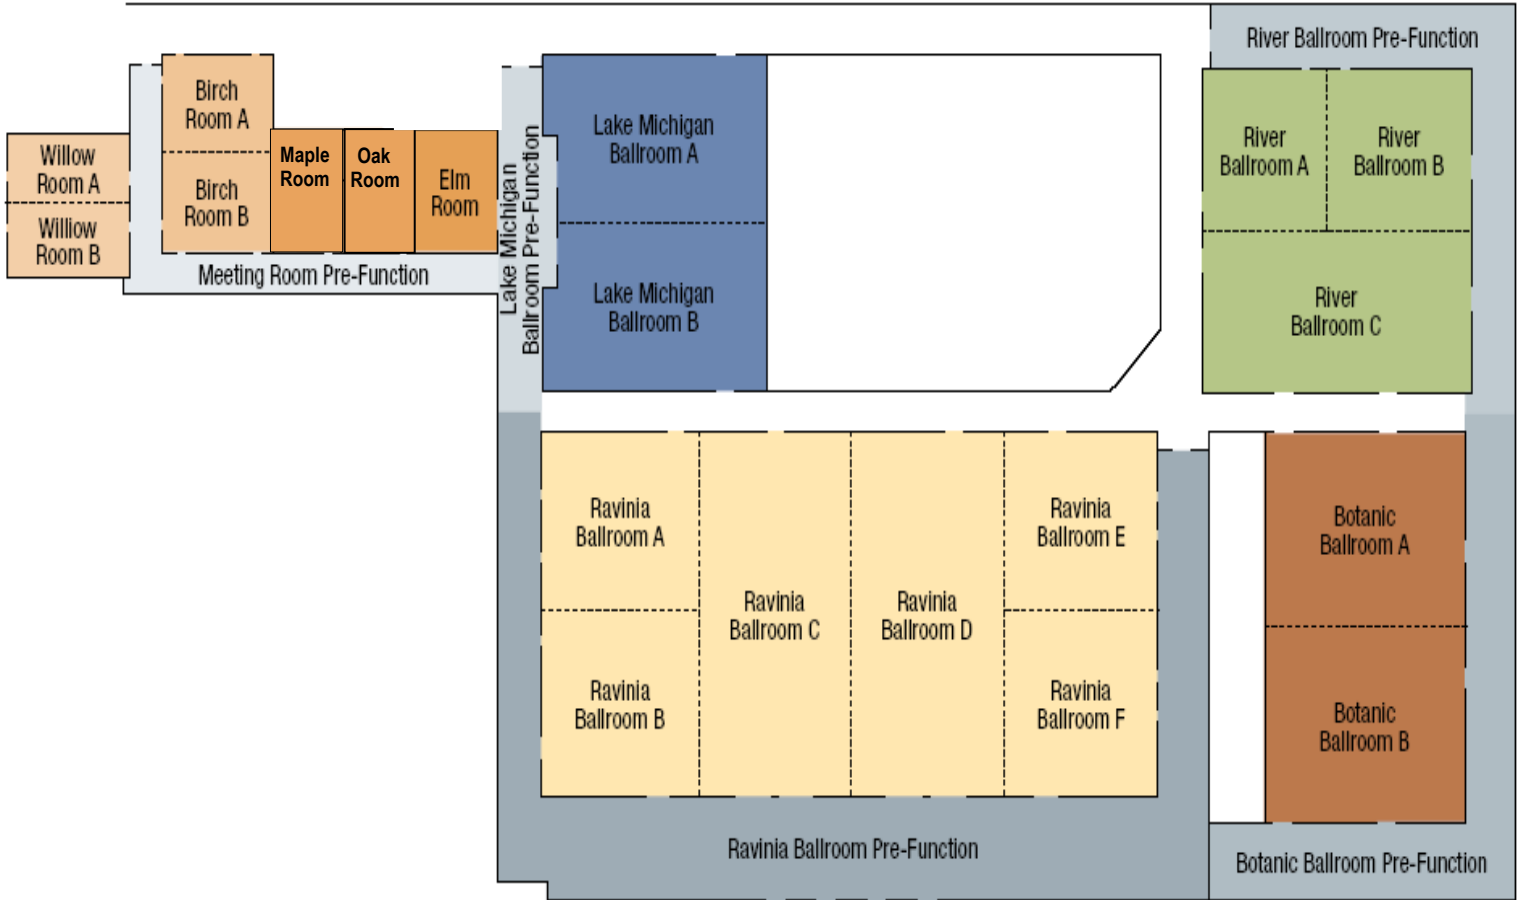 River Ballroom Pre-Function
Birch
Room A
Willow
Room A
Williow
Room B
Birch
Room B
Maple
Room
Oak
Room
Elm
Room
Meeting Room Pre-Function
Lake Michigan
Ballroom Pre-Function
Lake Michigan
Ballroom A
Lake Michigan
Ballroom B
River
Ballroom A
River
Ballroom B
River
Ballroom C
Ravinia
Ballroom A
Ravinia
Ballroom B
Ravinia
Ballroom C
Ravinia
Ballroom D
Ravinia
Ballroom E
Ravinia
Ballroom F
Botanic
Ballroom A
Botanic
Ballroom B
Ravinia Ballroom Pre-Function
Botanic Ballroom Pre-Function